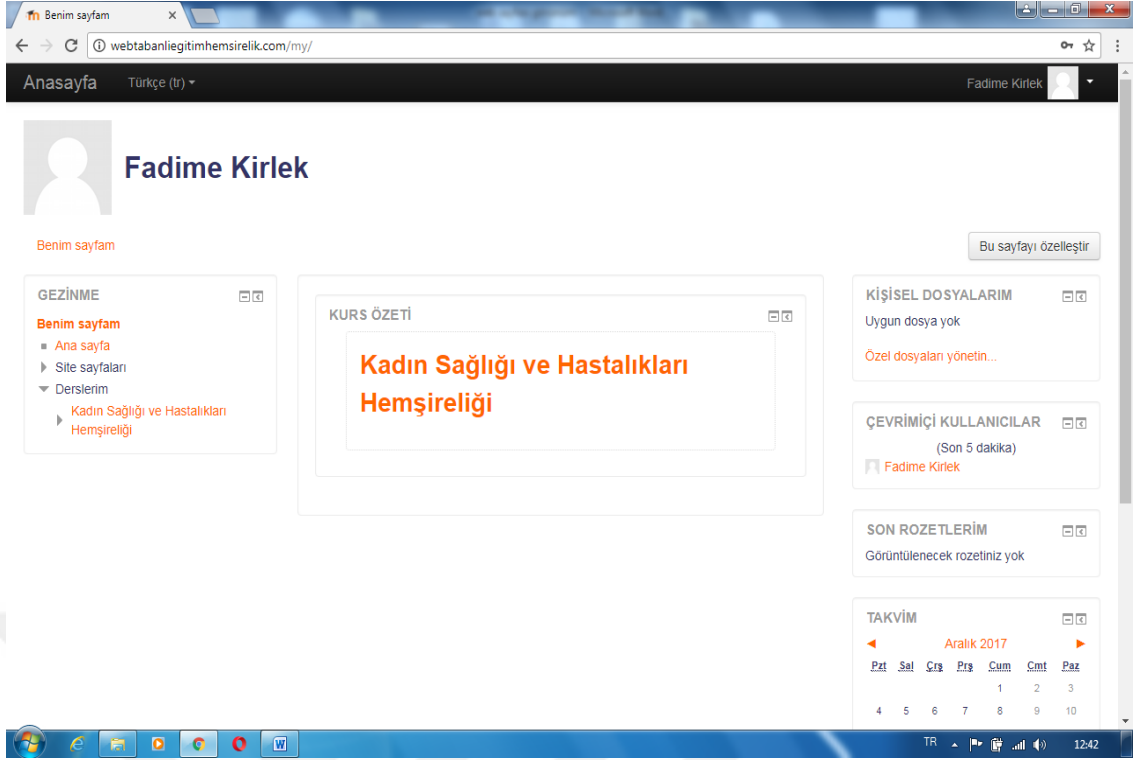 Benim sayfam
webtabanliegitimhemsirelik.com/my/
Anasayfa Türkçe (tr) Fadime Kirlek
Fadime Kirlek
Benim sayfam
Bu sayfayı özelleştir
GEZİNME
Benim sayfam
Ana sayfa
Site sayfaları
Derslerim
Kadın Sağlığı ve Hastalıkları
Hemşireliği
KURS ÖZETİ
Kadın Sağlığı ve Hastalıkları
Hemşireliği
KİŞİSEL DOSYALARIM
Uygun dosya yok
Özel dosyaları yönetin...
ÇEVRİMİÇİ KULLANICILAR
(Son 5 dakika)
Fadime Kirlek
SON ROZETLERİM
Görüntülenecek rozetiniz yok
TAKVİM
Aralık 2017
Pzt Sal Çrş Prş Cum Cmt Paz
1 2 3
4 5 6 7 8 9 10
TR 12:42